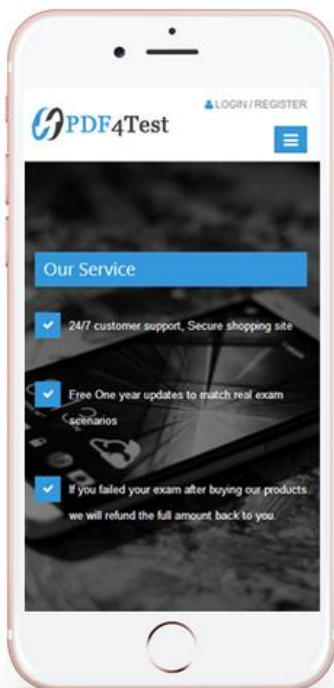 LOGIN / REGISTER
PDF4Test
Our Service
24/7 customer support, Secure shopping site
Free One year updates to match real exam
scenarios
If you failed your exam after buying our products
we will refund the full amount back to you.